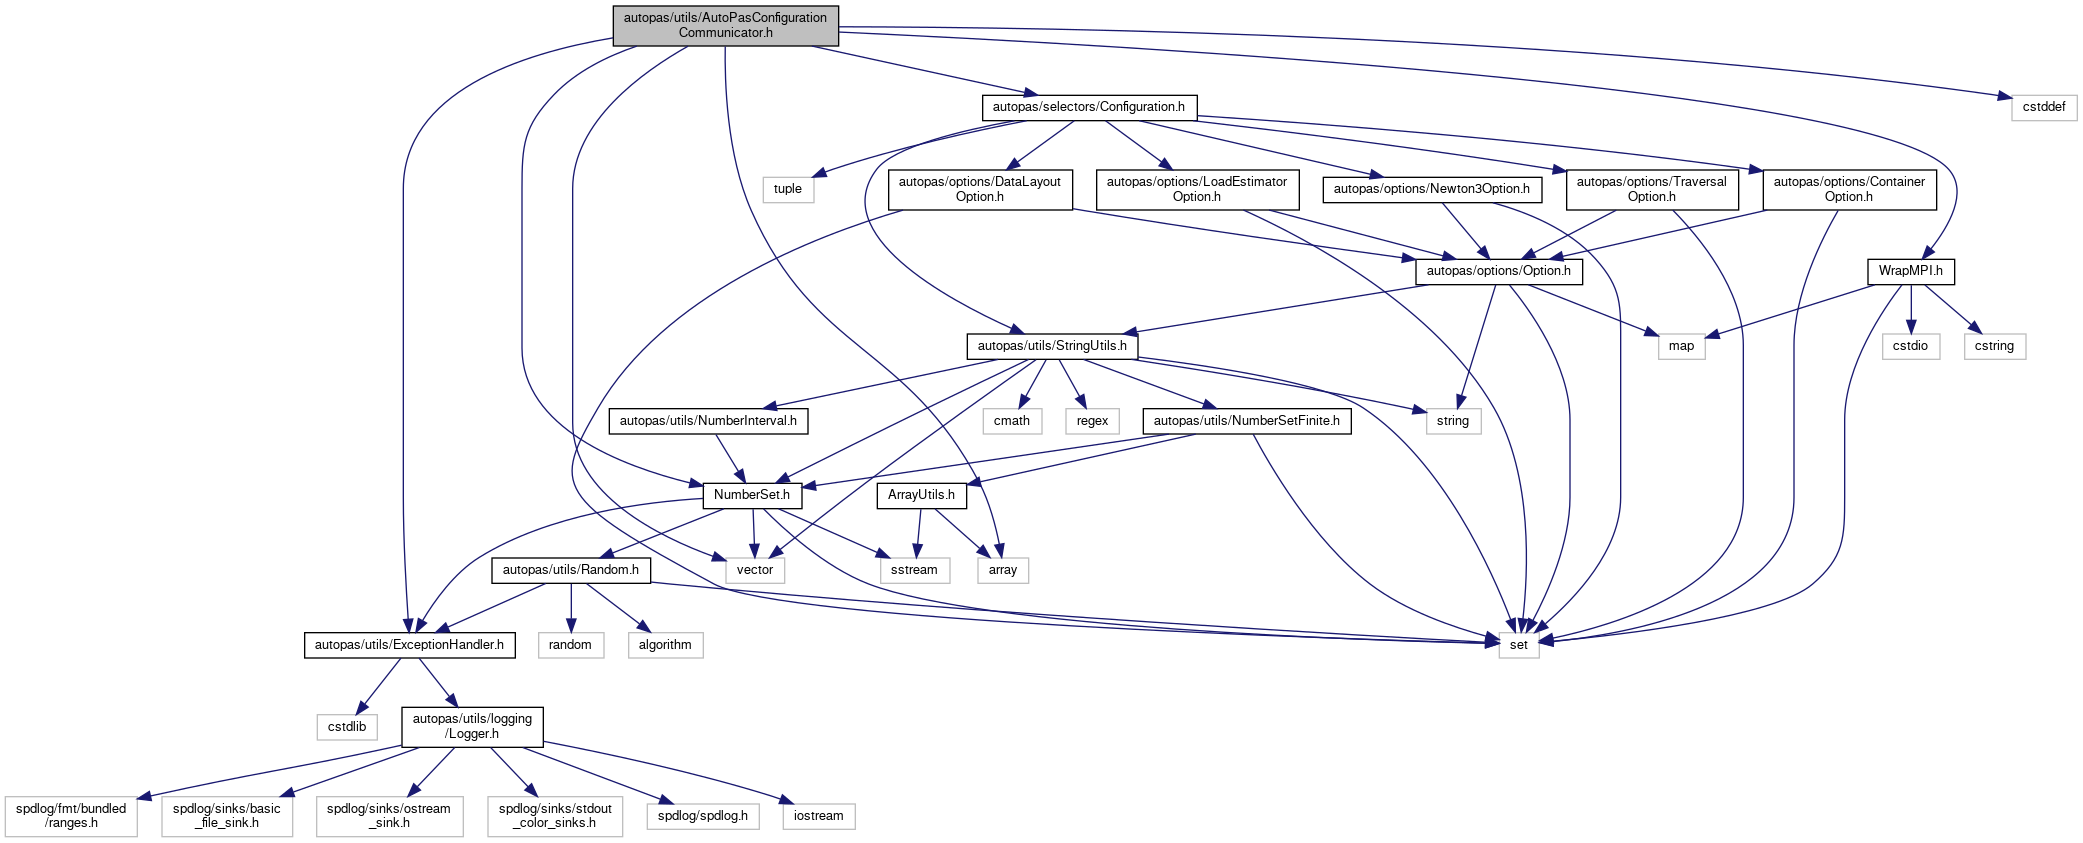 autopas/utils/AutoPasConfiguration
Communicator.h
autopas/selectors/Configuration.h
cstddef
tuple
autopas/options/DataLayout
Option.h
autopas/options/LoadEstimator
Option.h
autopas/options/Newton3Option.h
autopas/options/Traversal
Option.h
autopas/options/Container
Option.h
autopas/options/Option.h
WrapMPI.h
autopas/utils/StringUtils.h
map
cstdio
cstring
autopas/utils/NumberInterval.h
cmath
regex
autopas/utils/NumberSetFinite.h
string
NumberSet.h
ArrayUtils.h
autopas/utils/Random.h
vector
sstream
array
autopas/utils/ExceptionHandler.h
random
algorithm
set
cstdlib
autopas/utils/logging
/Logger.h
spdlog/fmt/bundled
/ranges.h
spdlog/sinks/basic
_file_sink.h
spdlog/sinks/ostream
_sink.h
spdlog/sinks/stdout
_color_sinks.h
spdlog/spdlog.h
iostream